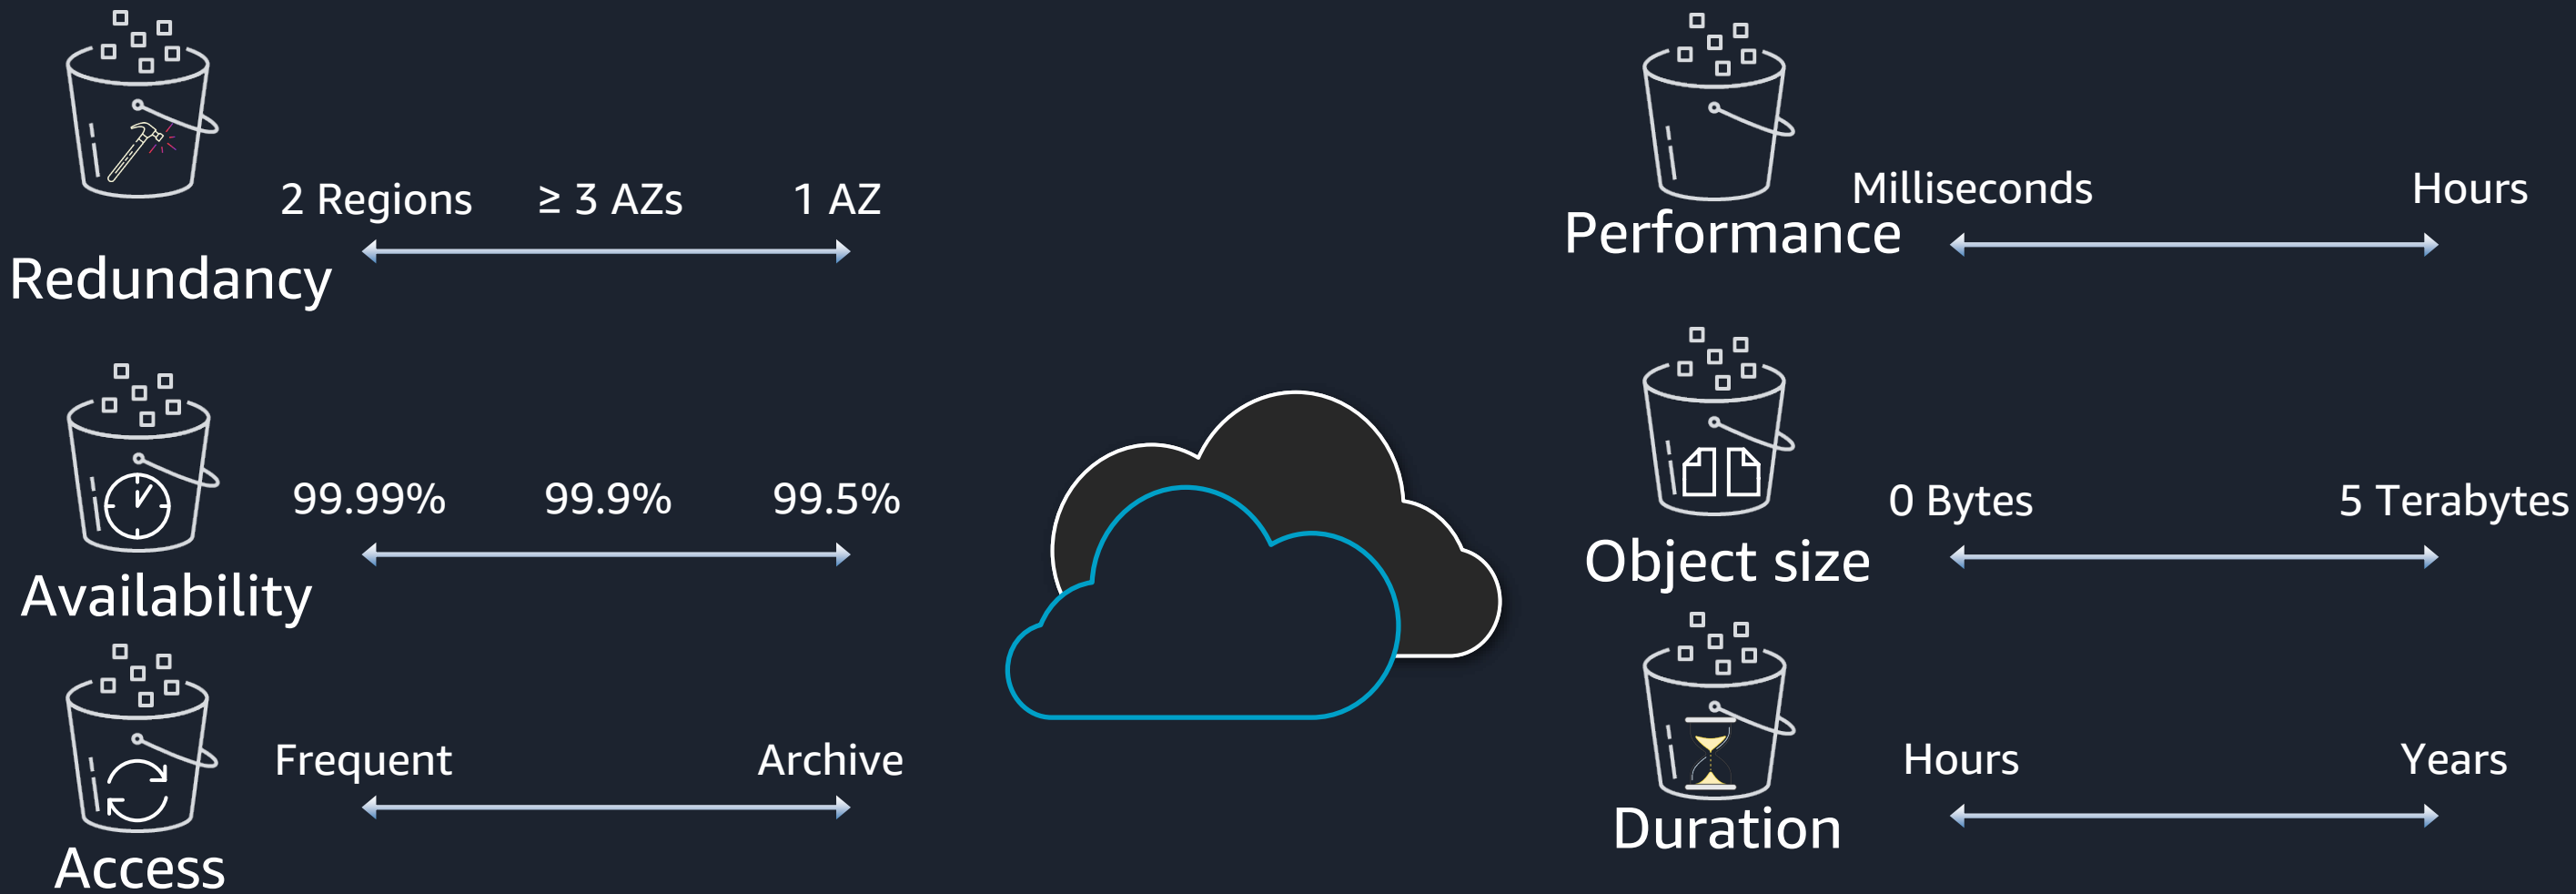 2 Regions ≥ 3 AZs 1 AZ
Redundancy
Milliseconds Hours
Performance
99.99% 99.9% 99.5%
Availability
0 Bytes 5 Terabytes
Object size
Frequent Archive
Access
Hours Years
Duration